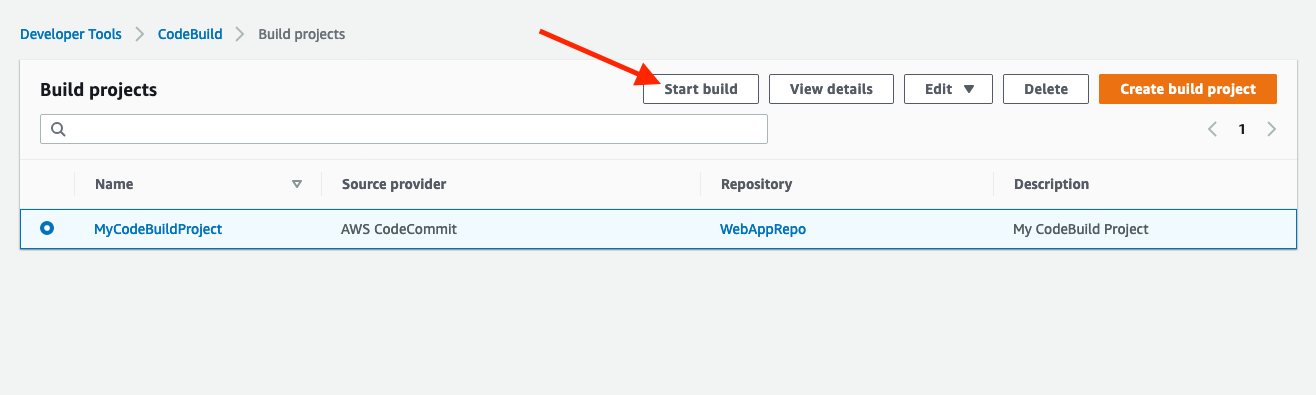 Developer Tools CodeBuild Build projects
Build projects Start build View details Edit Delete Create build project
1
Name Source provider Repository Description
MyCodeBuildProject AWS CodeCommit WebAppRepo My CodeBuild Project